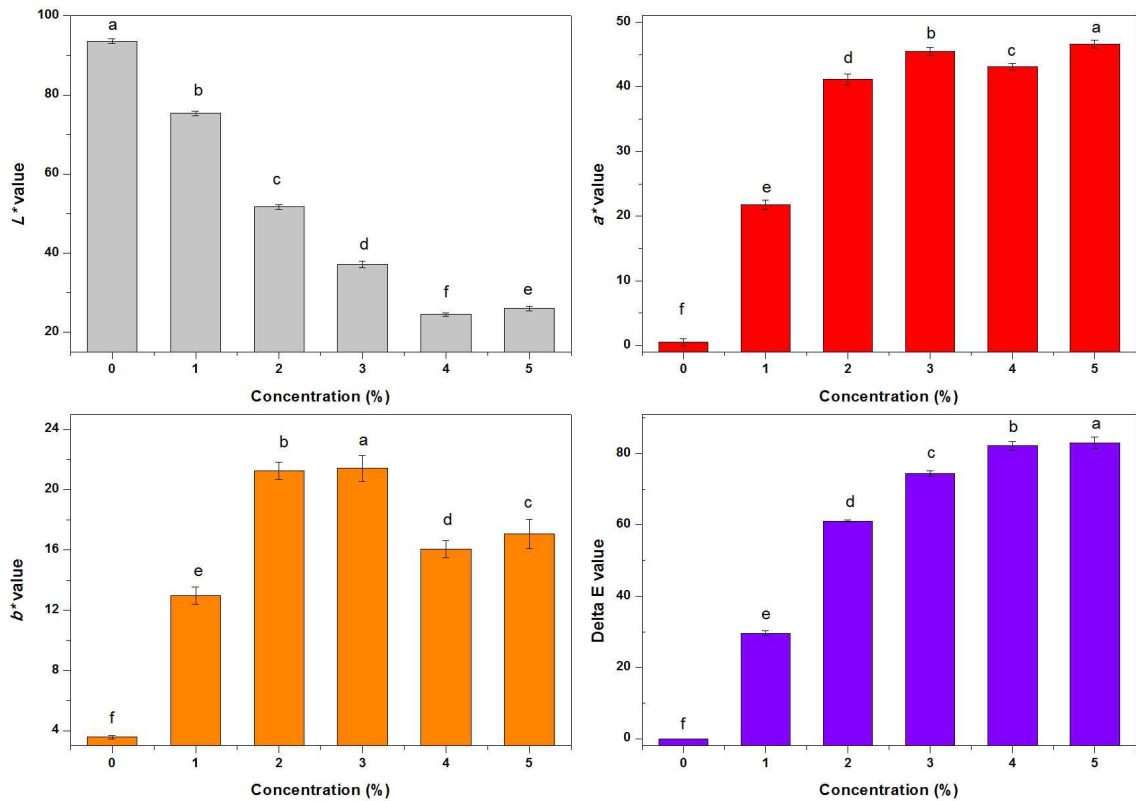 100
80
60
40
20
L* value
a
b
c
d
f
e
0 1 2 3 4 5
Concentration (%)
50
40
30
20
10
0
a* value
f
e
d
b
c
a
0 1 2 3 4 5
Concentration (%)
24
20
16
12
8
4
b* value
f
e
b
a
d
c
0 1 2 3 4 5
Concentration (%)
80
60
40
20
0
Delta E value
f
e
d
c
b
a
0 1 2 3 4 5
Concentration (%)